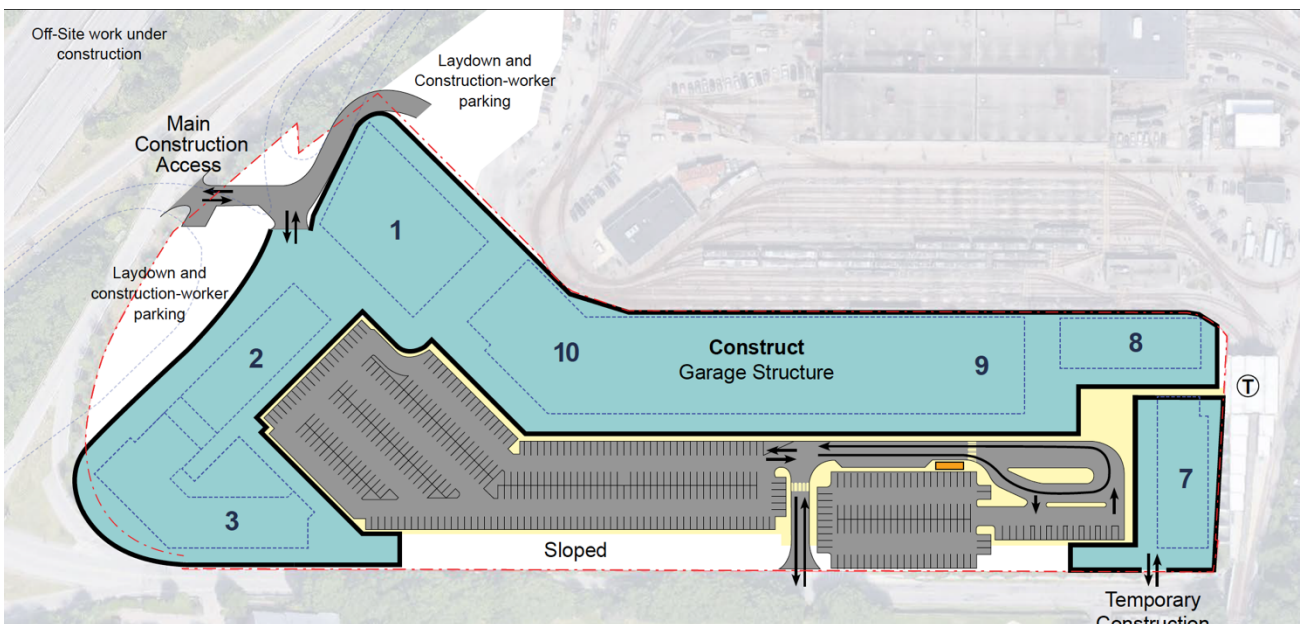 Off-Site work under
construction
Laydown and
Construction-worker
parking
Main
Construction
Access
1
Laydown and
construction-worker
parking
2
10
Construct
Garage Structure
9
8
T
7
3
Sloped
Temporary
Construction